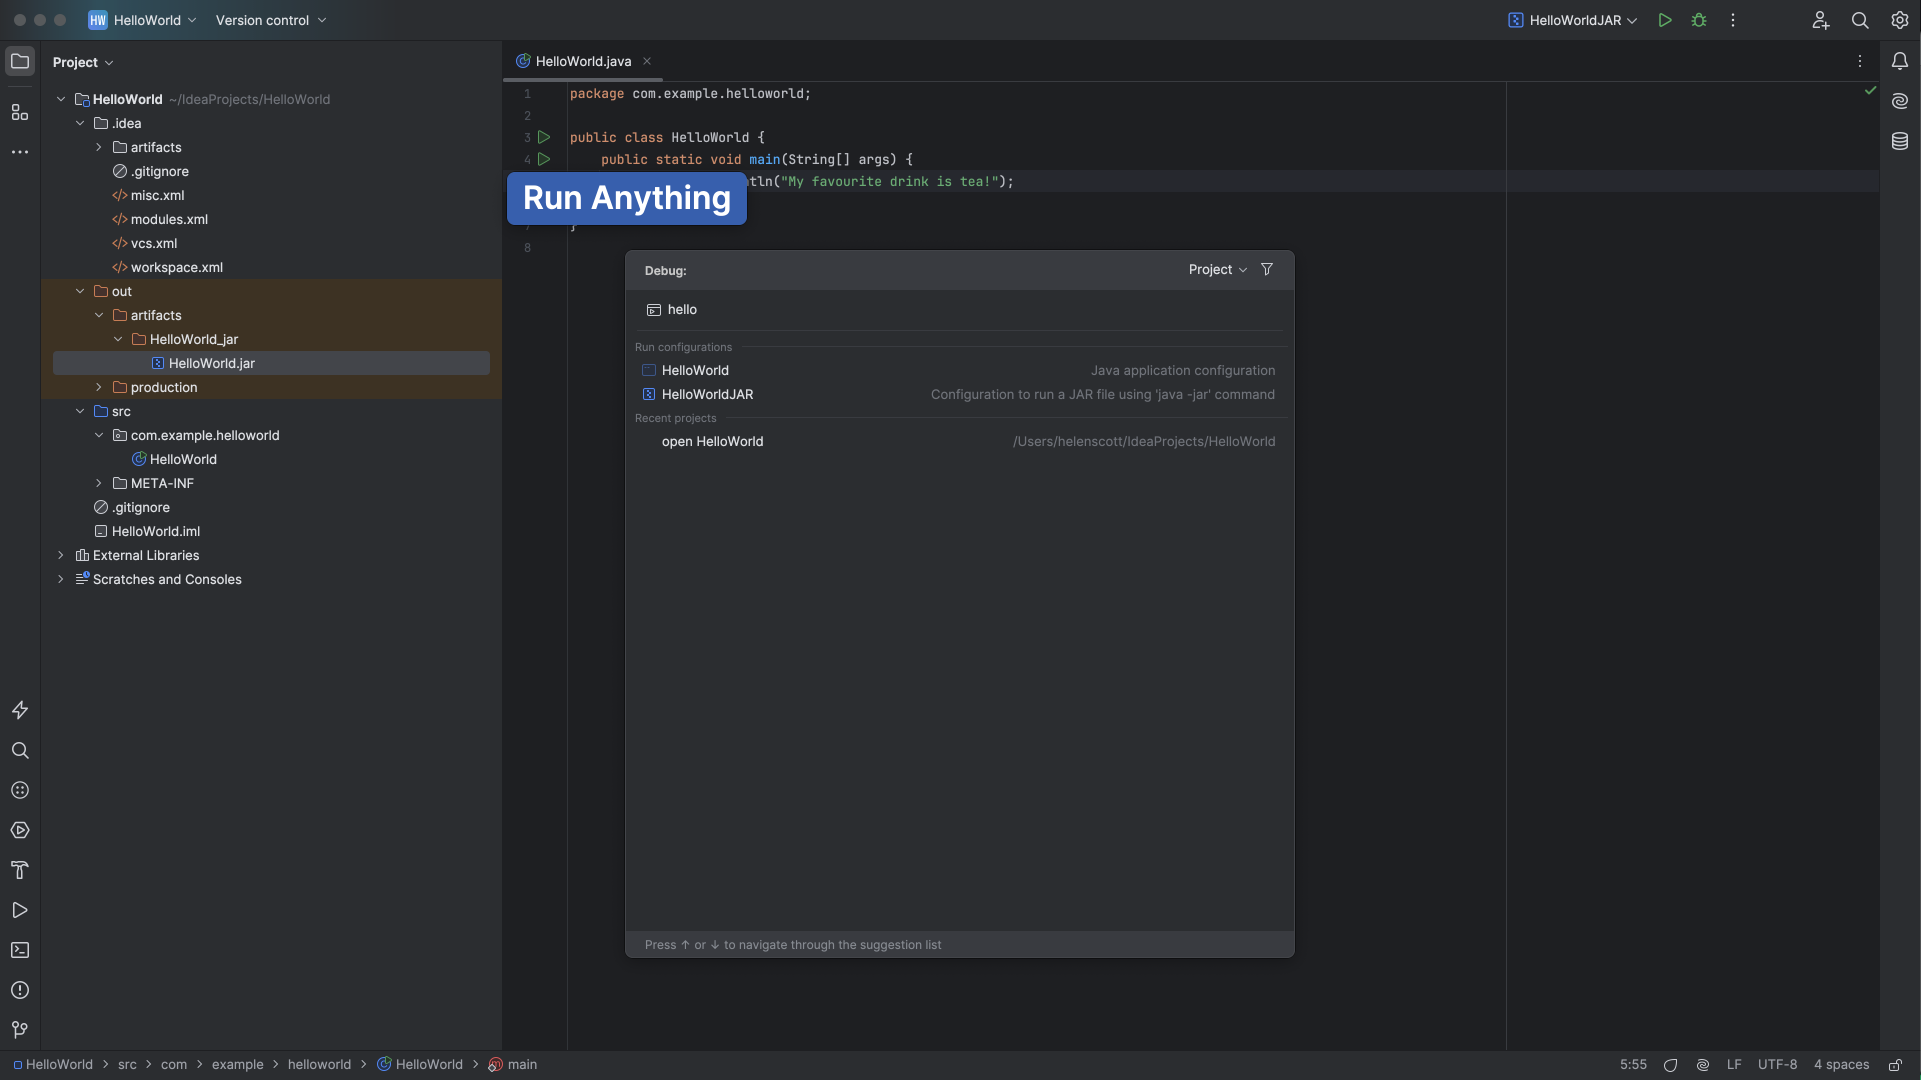 HW HelloWorld Version control HelloWorldJAR
Project
HelloWorld ~/IdeaProjects/HelloWorld
.idea
artifacts
.gitignore
misc.xml
modules.xml
vcs.xml
workspace.xml
out
artifacts
HelloWorld_jar
HelloWorld.jar
production
src
com.example.helloworld
HelloWorld
META-INF
.gitignore
HelloWorld.iml
External Libraries
Scratches and Consoles
HelloWorld.java
1 package com.example.helloworld;
2
3 public class HelloWorld {
4 public static void main(String[] args) {
tln("My favourite drink is tea!");
Run Anything
7 }
8
Debug: Project
hello
Run configurations
HelloWorld Java application configuration
HelloWorldJAR Configuration to run a JAR file using 'java -jar' command
Recent projects
open HelloWorld /Users/helenscott/IdeaProjects/HelloWorld
Press ↑ or ↓ to navigate through the suggestion list
HelloWorld > src > com > example > helloworld > HelloWorld > main 5:55 LF UTF-8 4 spaces